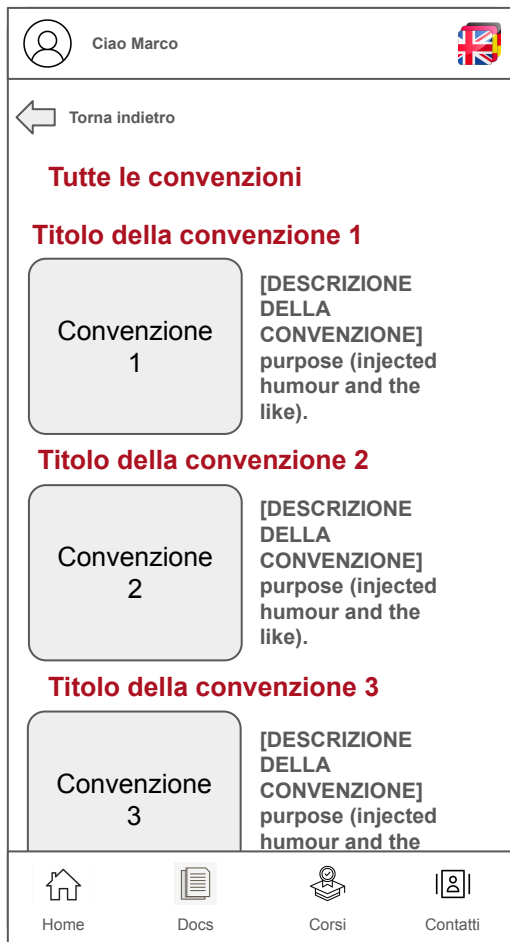 Ciao Marco
Torna indietro
Tutte le convenzioni
Titolo della convenzione 1
Convenzione
1
[DESCRIZIONE
DELLA
CONVENZIONE]
purpose (injected
humour and the
like).
Titolo della convenzione 2
Convenzione
2
[DESCRIZIONE
DELLA
CONVENZIONE]
purpose (injected
humour and the
like).
Titolo della convenzione 3
Convenzione
3
[DESCRIZIONE
DELLA
CONVENZIONE]
purpose (injected
humour and the
Home
Docs
Corsi
Contatti